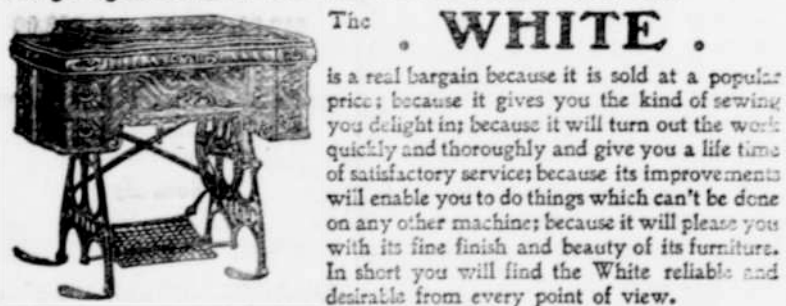 The
. WHITE .
is a real bargain because it is sold at a popular
price; because it gives you the kind of sewing
you delight in; because it will turn out the work
quickly and thoroughly and give you a life time
of satisfactory service; because its improvements
will enable you to do things which can't be done
on any other machine; because it will please you
with its fine finish and beauty of its furniture.
In short you will find the White reliable and
desirable from every point of view.